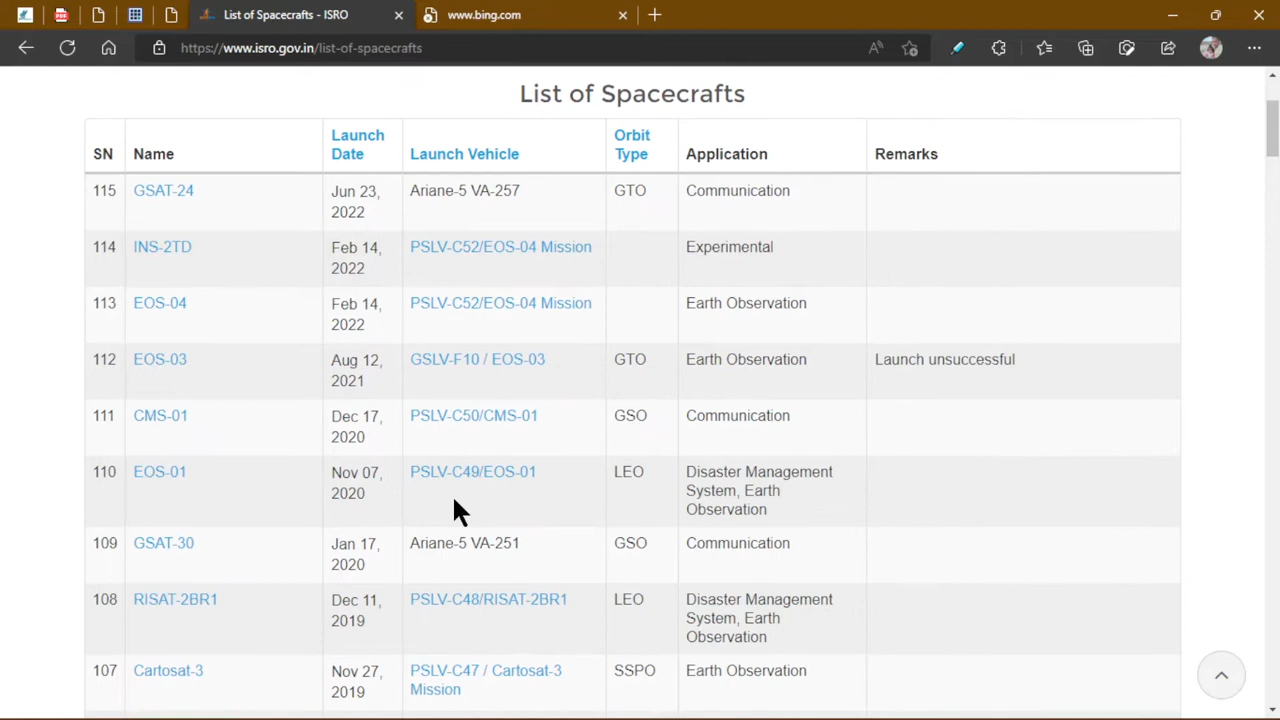 List of Spacecrafts - ISRO
www.bing.com
https://www.isro.gov.in/list-of-spacecrafts
List of Spacecrafts
SN Name Launch Date Launch Vehicle Orbit Type Application Remarks
115 GSAT-24 Jun 23, 2022 Ariane-5 VA-257 GTO Communication
114 INS-2TD Feb 14, 2022 PSLV-C52/EOS-04 Mission Experimental
113 EOS-04 Feb 14, 2022 PSLV-C52/EOS-04 Mission Earth Observation
112 EOS-03 Aug 12, 2021 GSLV-F10 / EOS-03 GTO Earth Observation Launch unsuccessful
111 CMS-01 Dec 17, 2020 PSLV-C50/CMS-01 GSO Communication
110 EOS-01 Nov 07, 2020 PSLV-C49/EOS-01 LEO Disaster Management System, Earth Observation
109 GSAT-30 Jan 17, 2020 Ariane-5 VA-251 GSO Communication
108 RISAT-2BR1 Dec 11, 2019 PSLV-C48/RISAT-2BR1 LEO Disaster Management System, Earth Observation
107 Cartosat-3 Nov 27, 2019 PSLV-C47 / Cartosat-3 Mission SSPO Earth Observation